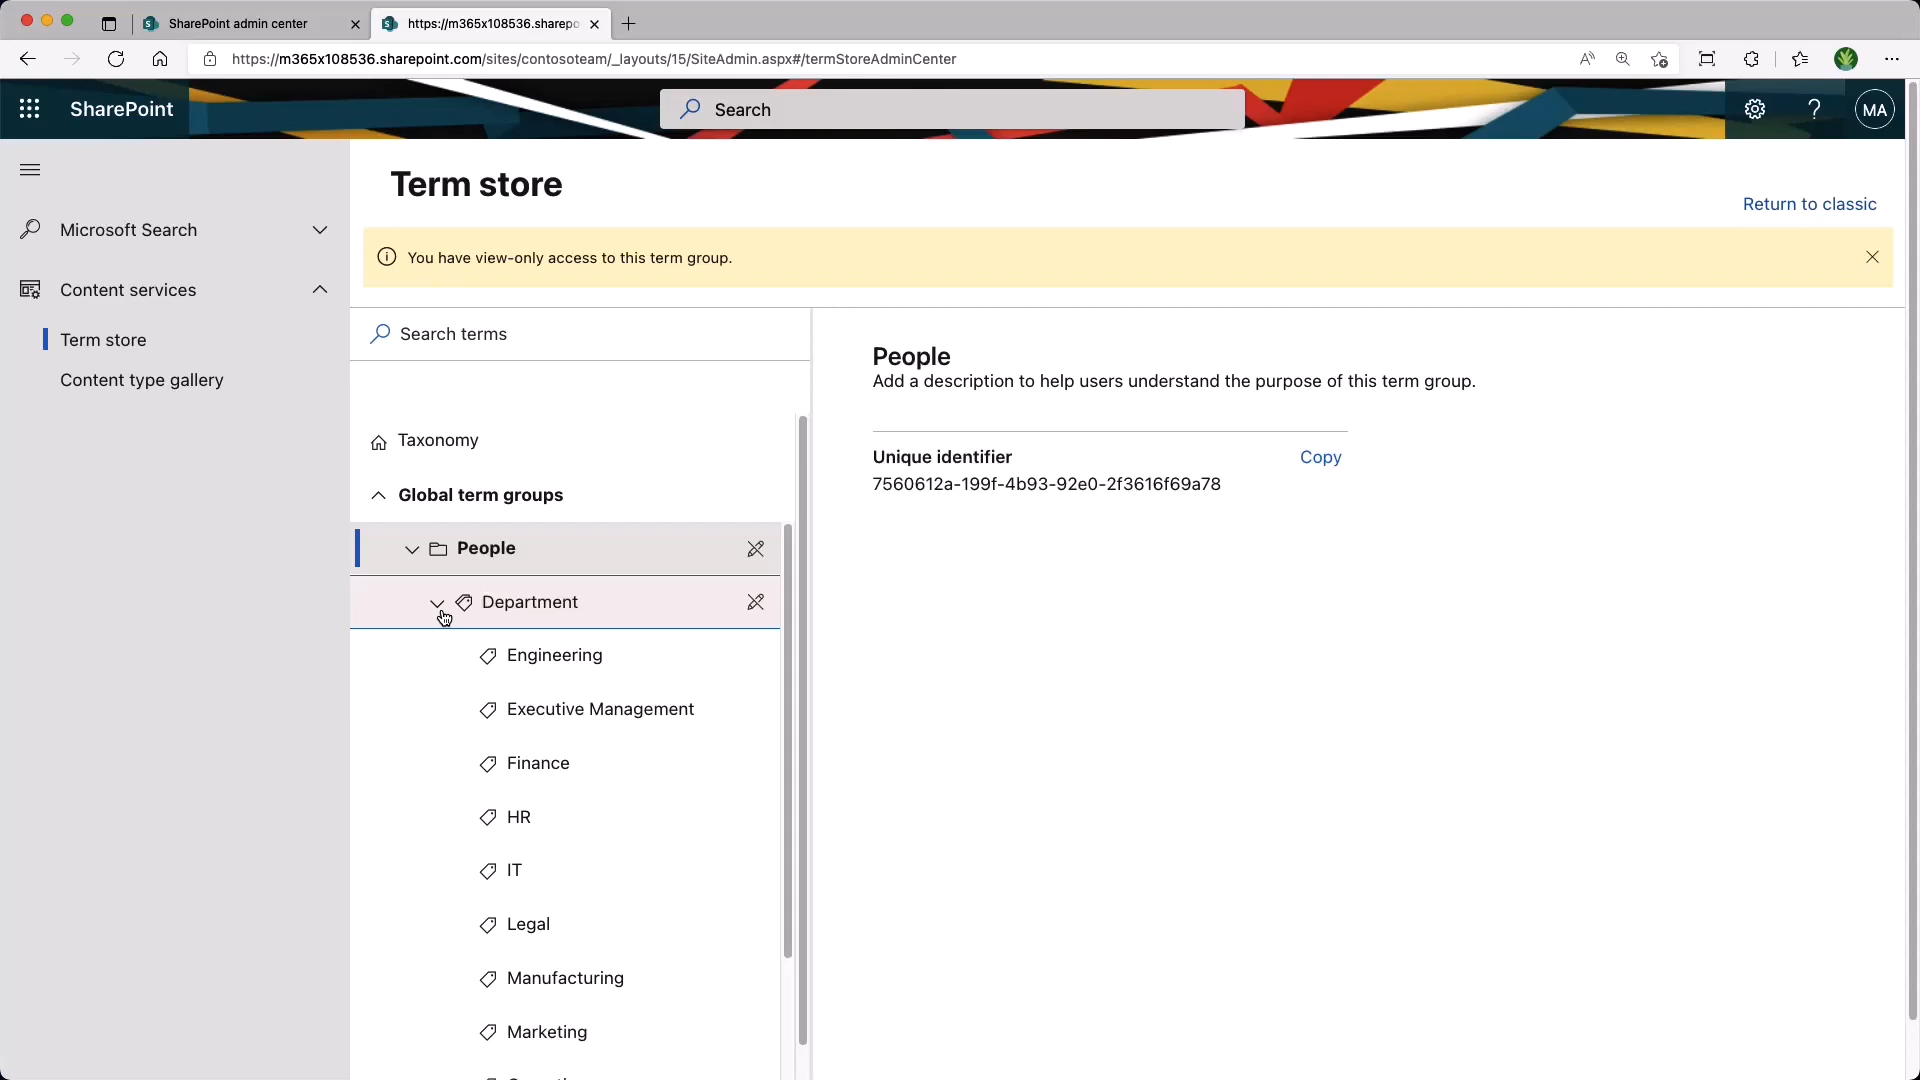 SharePoint admin center
https://m365x108536.sharepo
https://m365x108536.sharepoint.com/sites/contosoteam/_layouts/15/SiteAdmin.aspx#/termStoreAdminCenter
SharePoint
Search
MA
Term store
Return to classic
Microsoft Search
You have view-only access to this term group.
Content services
Term store
Content type gallery
Search terms
People
Add a description to help users understand the purpose of this term group.
Unique identifier
Copy
7560612a-199f-4b93-92e0-2f3616f69a78
Taxonomy
Global term groups
People
Department
Engineering
Executive Management
Finance
HR
IT
Legal
Manufacturing
Marketing